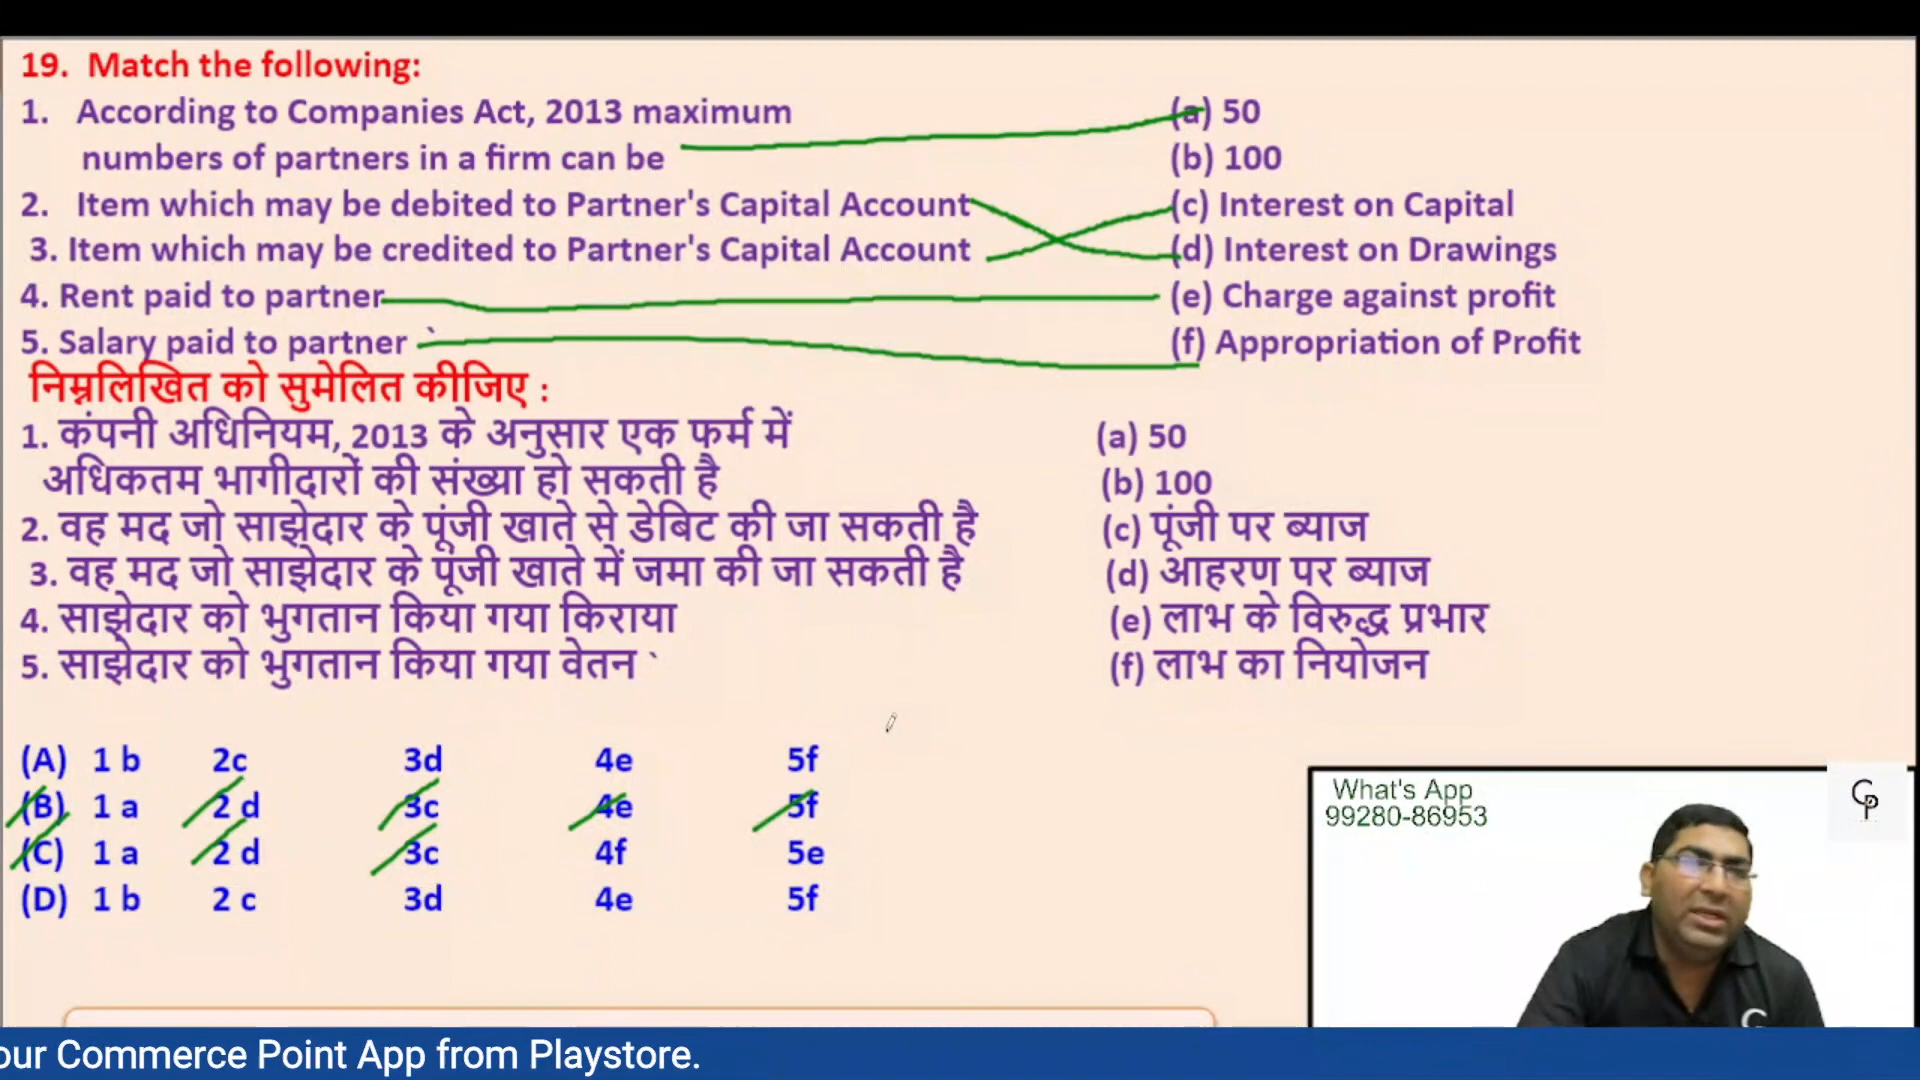 19. Match the following:
1. According to Companies Act, 2013 maximum (a) 50
numbers of partners in a firm can be (b) 100
2. Item which may be debited to Partner's Capital Account (c) Interest on Capital
3. Item which may be credited to Partner's Capital Account (d) Interest on Drawings
4. Rent paid to partner (e) Charge against profit
5. Salary paid to partner ` (f) Appropriation of Profit
निम्नलिखित को सुमेलित कीजिए :
1. कंपनी अधिनियम, 2013 के अनुसार एक फर्म में (a) 50
अधिकतम भागीदारों की संख्या हो सकती है (b) 100
2. वह मद जो साझेदार के पूंजी खाते से डेबिट की जा सकती है (c) पूंजी पर ब्याज
3. वह मद जो साझेदार के पूंजी खाते में जमा की जा सकती है (d) आहरण पर ब्याज
4. साझेदार को भुगतान किया गया किराया (e) लाभ के विरुद्ध प्रभार
5. साझेदार को भुगतान किया गया वेतन ` (f) लाभ का नियोजन
(A) 1 b 2c 3d 4e 5f
(B) 1 a 2 d 3c 4e 5f
(C) 1 a 2 d 3c 4f 5e
(D) 1 b 2 c 3d 4e 5f
What's App
99280-86953
CP
our Commerce Point App from Playstore.